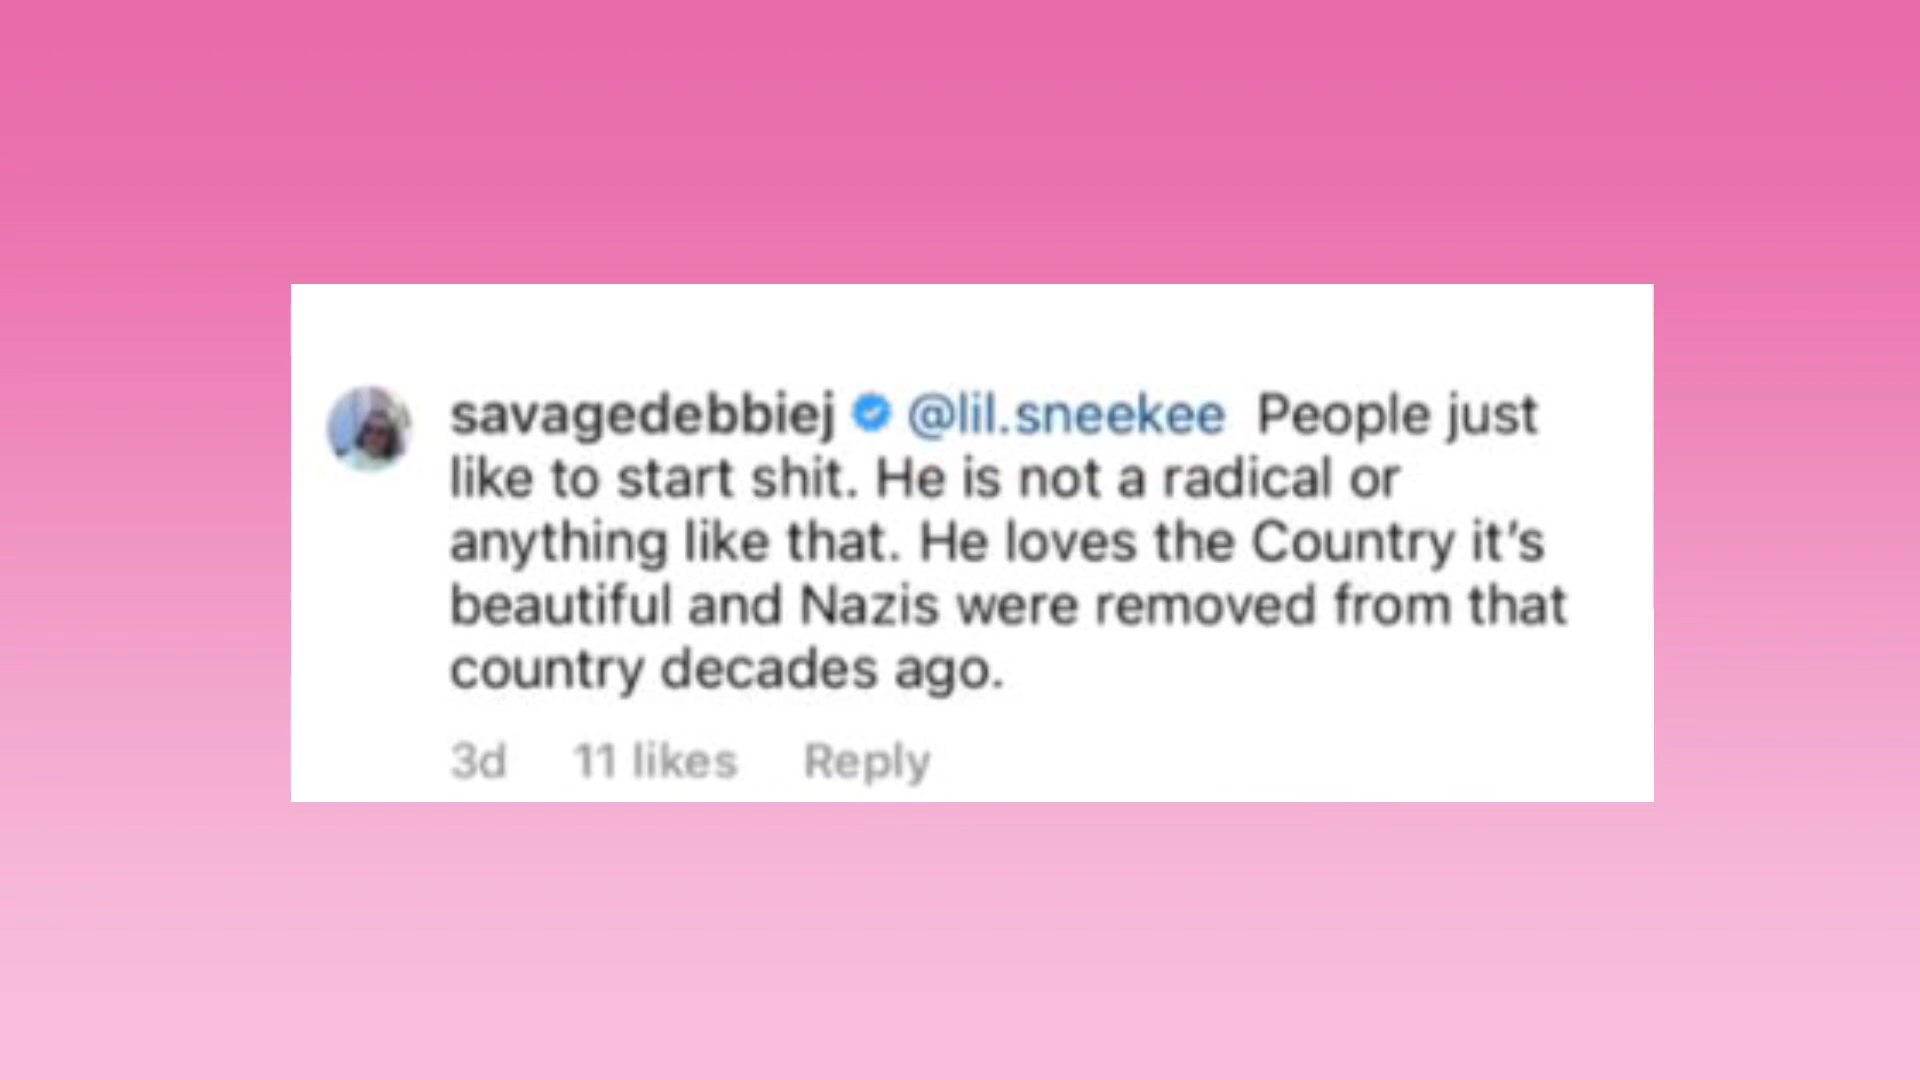 savagedebbiej @lil.sneekee People just
like to start shit. He is not a radical or
anything like that. He loves the Country it’s
beautiful and Nazis were removed from that
country decades ago.
3d 11 likes Reply